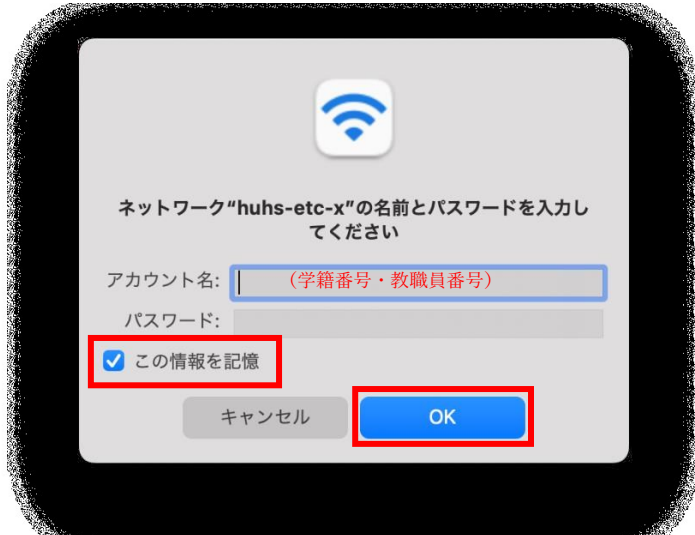 ネットワーク“huhs-etc-x”の名前とパスワードを入力し
てください
アカウント名: （学籍番号・教職員番号）
パスワード:
この情報を記憶
キャンセル OK